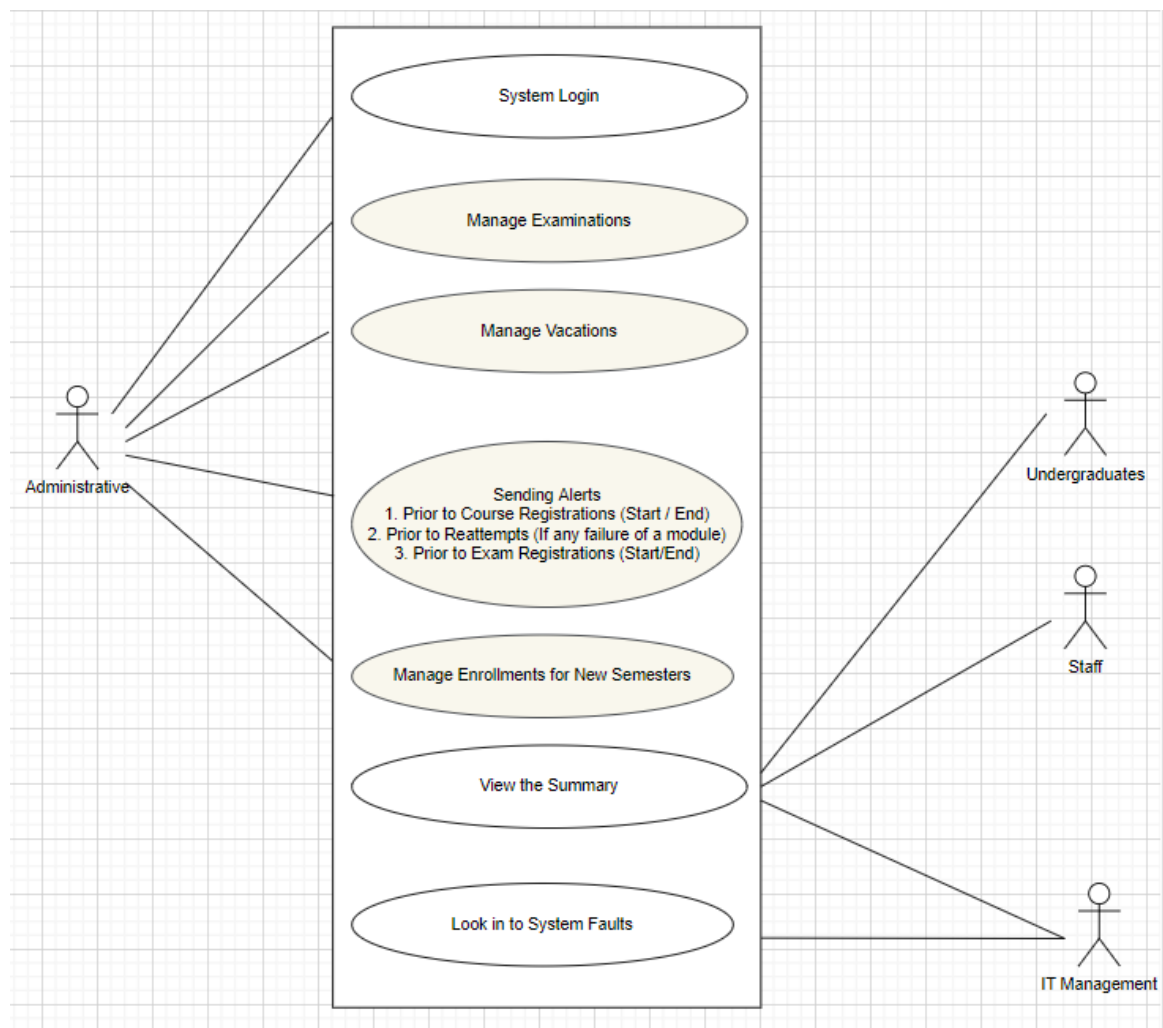 System Login
Manage Examinations
Manage Vacations
Administrative
Undergraduates
Sending Alerts
1. Prior to Course Registrations (Start / End)
2. Prior to Reattempts (If any failure of a module)
3. Prior to Exam Registrations (Start/End)
Staff
Manage Enrollments for New Semesters
View the Summary
Look in to System Faults
IT Management